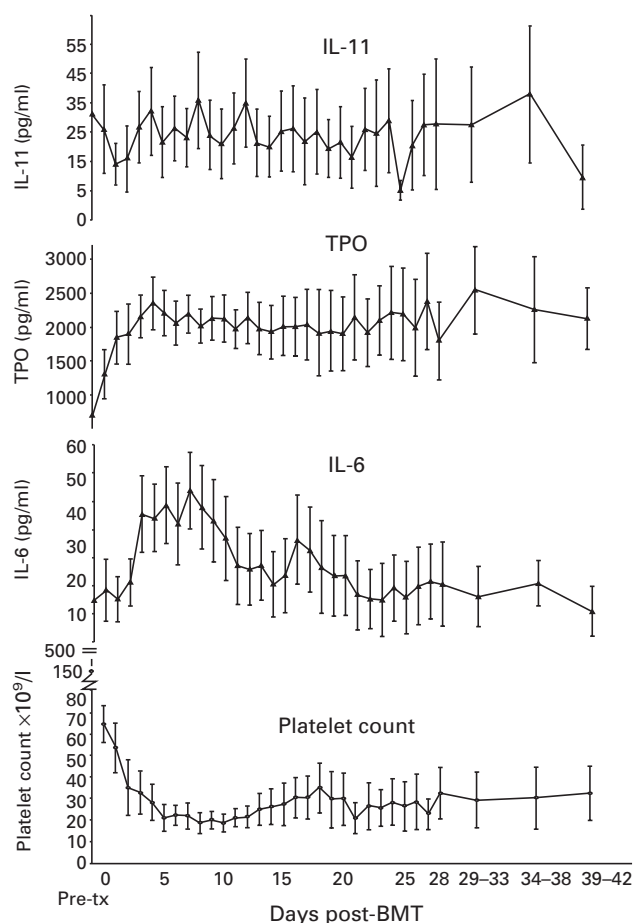 IL-11
55
45
35
25
15
5
0
IL-11 (pg/ml)
TPO
3000
2500
2000
1500
1000
TPO (pg/ml)
IL-6
60
50
40
30
20
10
IL-6 (pg/ml)
500
150
80
70
60
50
40
30
20
10
0
Platelet count ×10⁹/l
Platelet count
0 5 10 15 20 25 28 29–33 34–38 39–42
Pre-tx
Days post-BMT